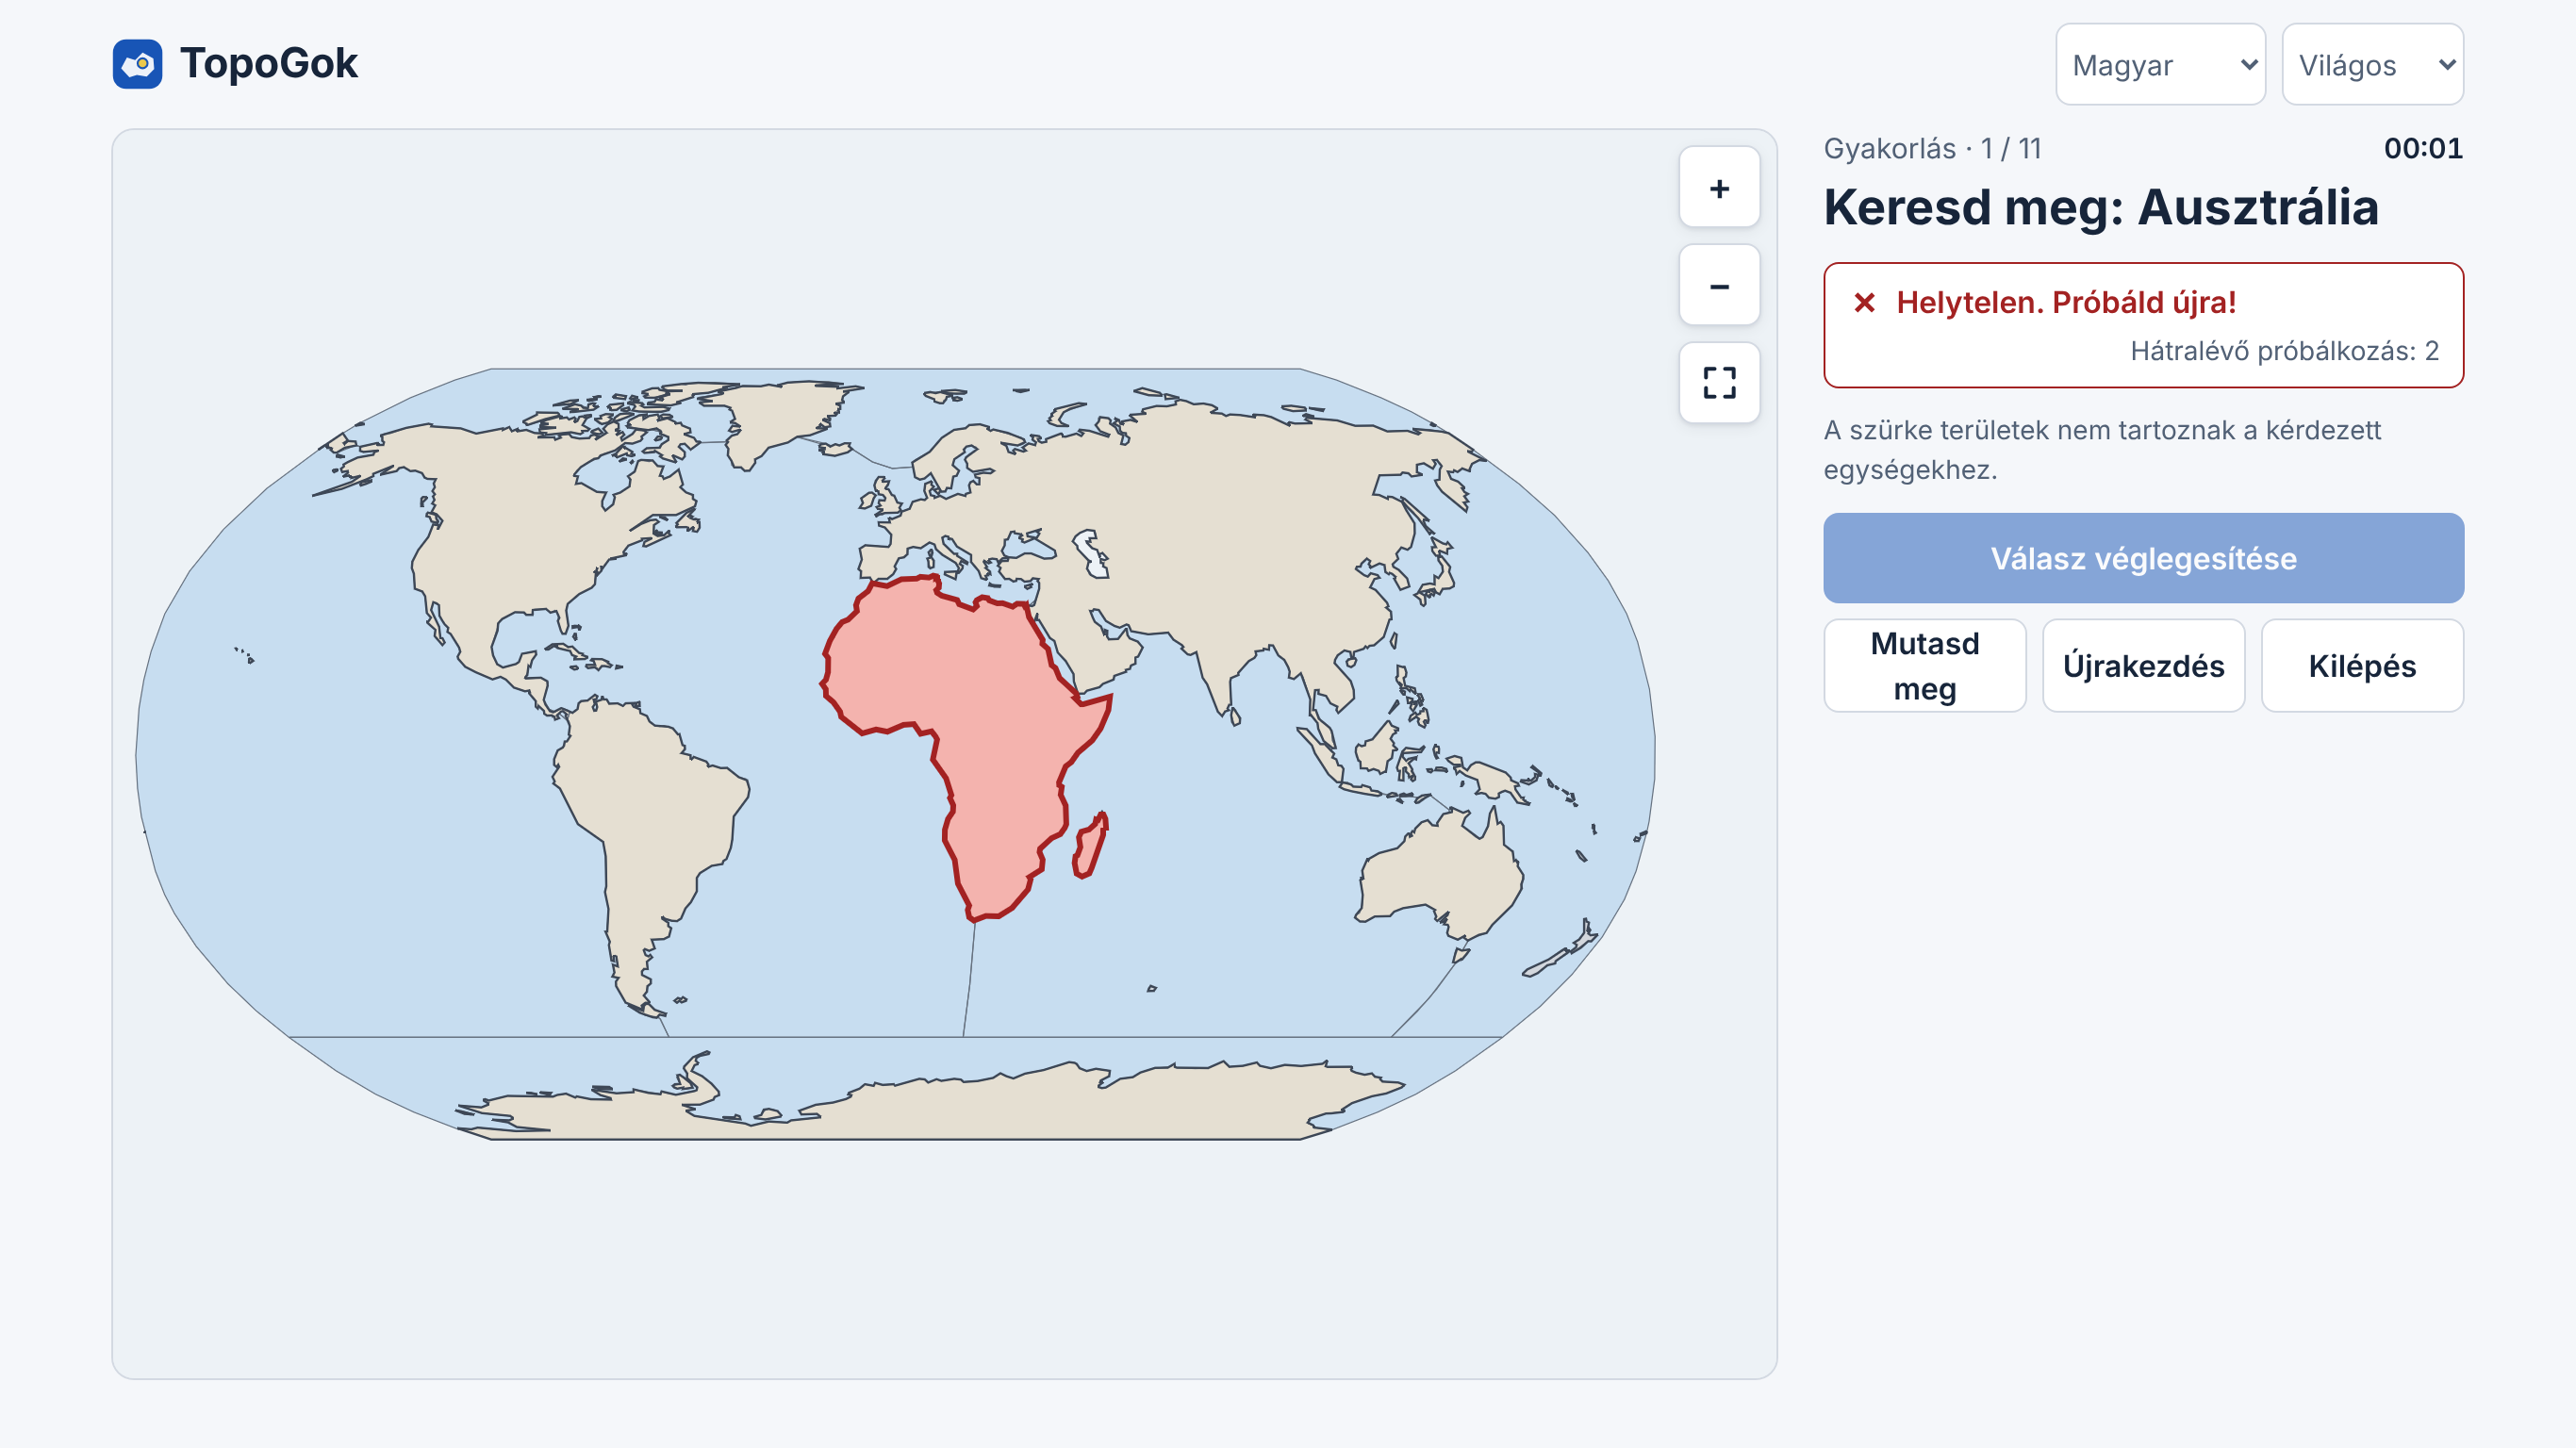 TopoGok
Magyar
Világos
+
−
Gyakorlás · 1 / 11
00:01
Keresd meg: Ausztrália
✕ Helytelen. Próbáld újra!
Hátralévő próbálkozás: 2
A szürke területek nem tartoznak a kérdezett
egységekhez.
Válasz véglegesítése
Mutasd
meg
Újrakezdés
Kilépés